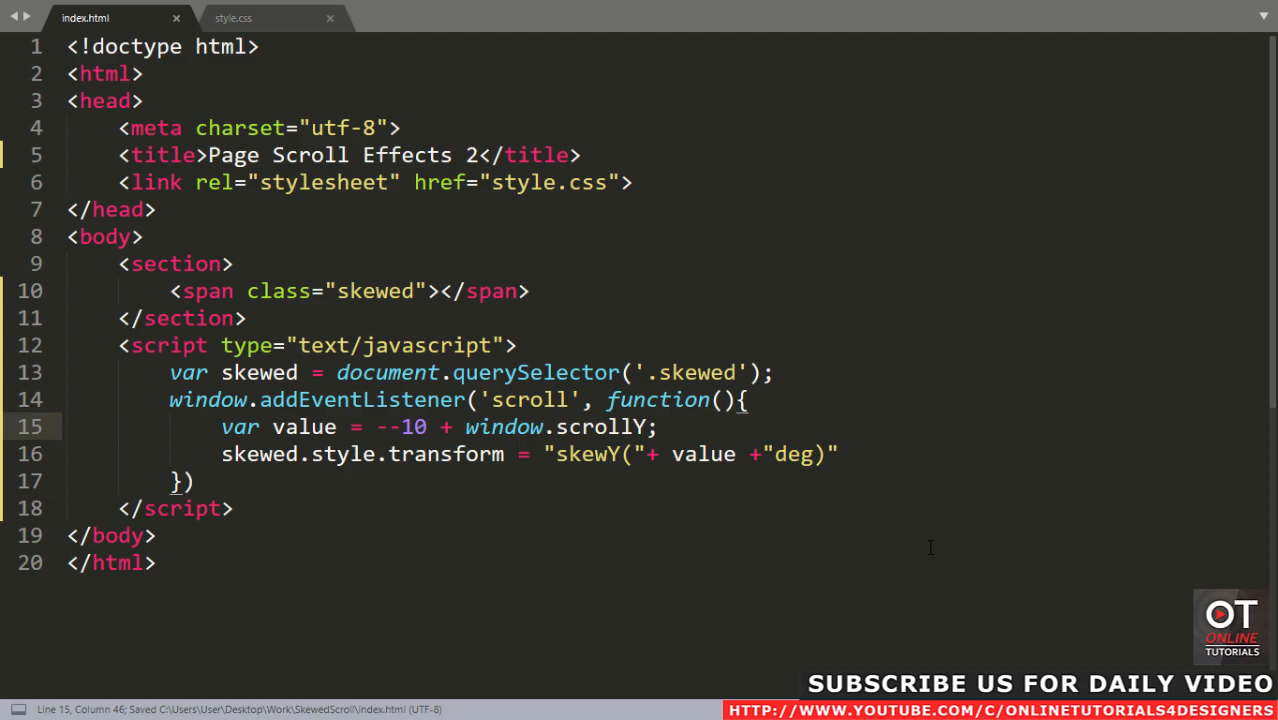 index.html × style.css ×
1 <!doctype html>
2 <html>
3 <head>
4 <meta charset="utf-8">
5 <title>Page Scroll Effects 2</title>
6 <link rel="stylesheet" href="style.css">
7 </head>
8 <body>
9 <section>
10 <span class="skewed"></span>
11 </section>
12 <script type="text/javascript">
13 var skewed = document.querySelector('.skewed');
14 window.addEventListener('scroll', function(){
15 var value = --10 + window.scrollY;
16 skewed.style.transform = "skewY("+ value +"deg)"
17 })
18 </script>
19 </body>
20 </html>
OT
ONLINE
TUTORIALS
SUBSCRIBE US FOR DAILY VIDEO
Line 15, Column 46; Saved C:\Users\User\Desktop\Work\SkewedScroll\index.html (UTF-8)
HTTP://WWW.YOUTUBE.COM/C/ONLINETUTORIALS4DESIGNERS